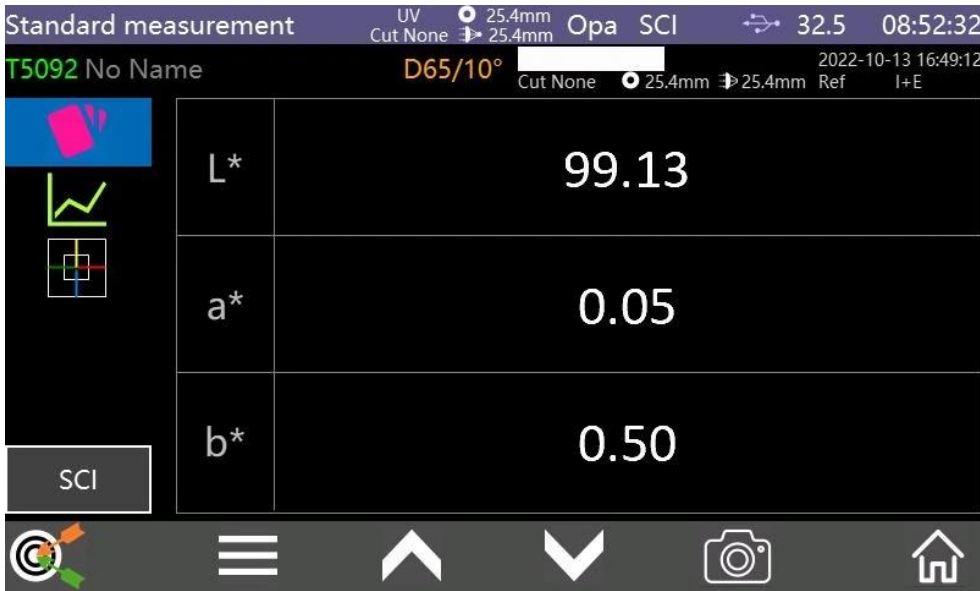 Standard measurement UV 25.4mm Opa SCI 32.5 08:52:32
Cut None 25.4mm
T5092 No Name D65/10° 2022-10-13 16:49:12
Cut None 25.4mm 25.4mm Ref I+E
L* 99.13
a* 0.05
b* 0.50
SCI